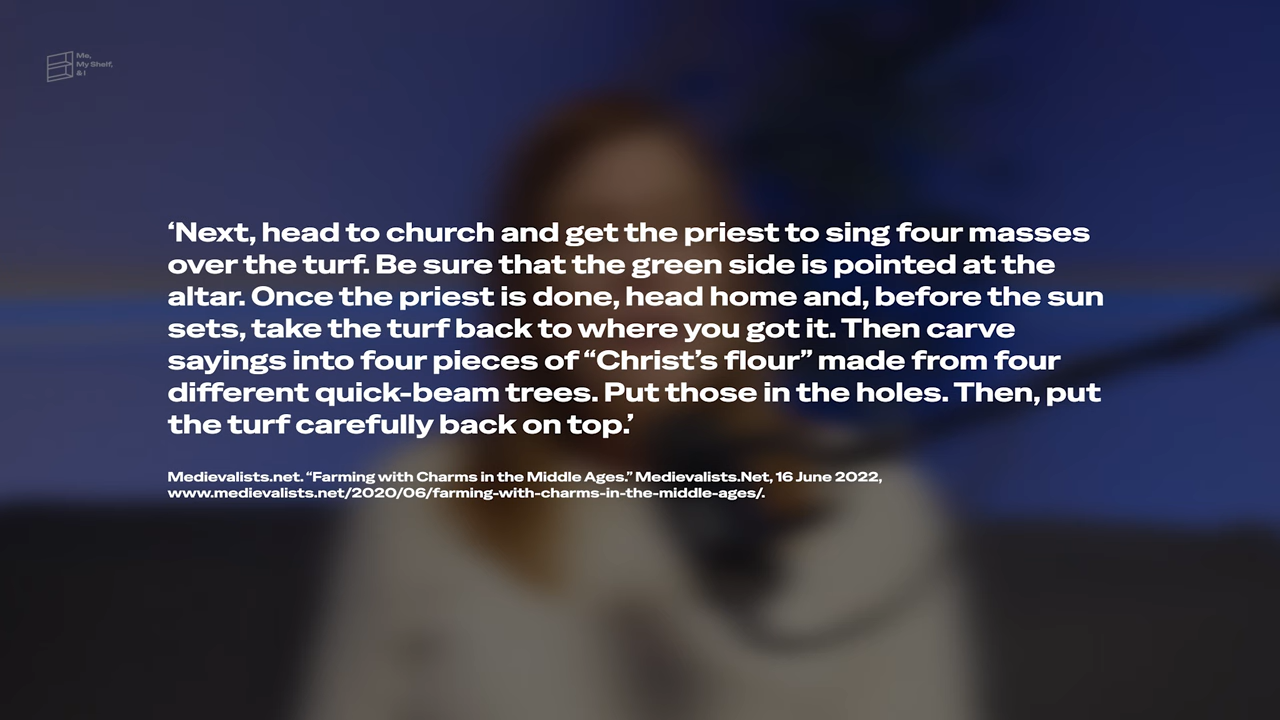 Me,
My Shelf,
& I
‘Next, head to church and get the priest to sing four masses
over the turf. Be sure that the green side is pointed at the
altar. Once the priest is done, head home and, before the sun
sets, take the turf back to where you got it. Then carve
sayings into four pieces of “Christ’s flour” made from four
different quick-beam trees. Put those in the holes. Then, put
the turf carefully back on top.’
Medievalists.net. “Farming with Charms in the Middle Ages.” Medievalists.Net, 16 June 2022,
www.medievalists.net/2020/06/farming-with-charms-in-the-middle-ages/.